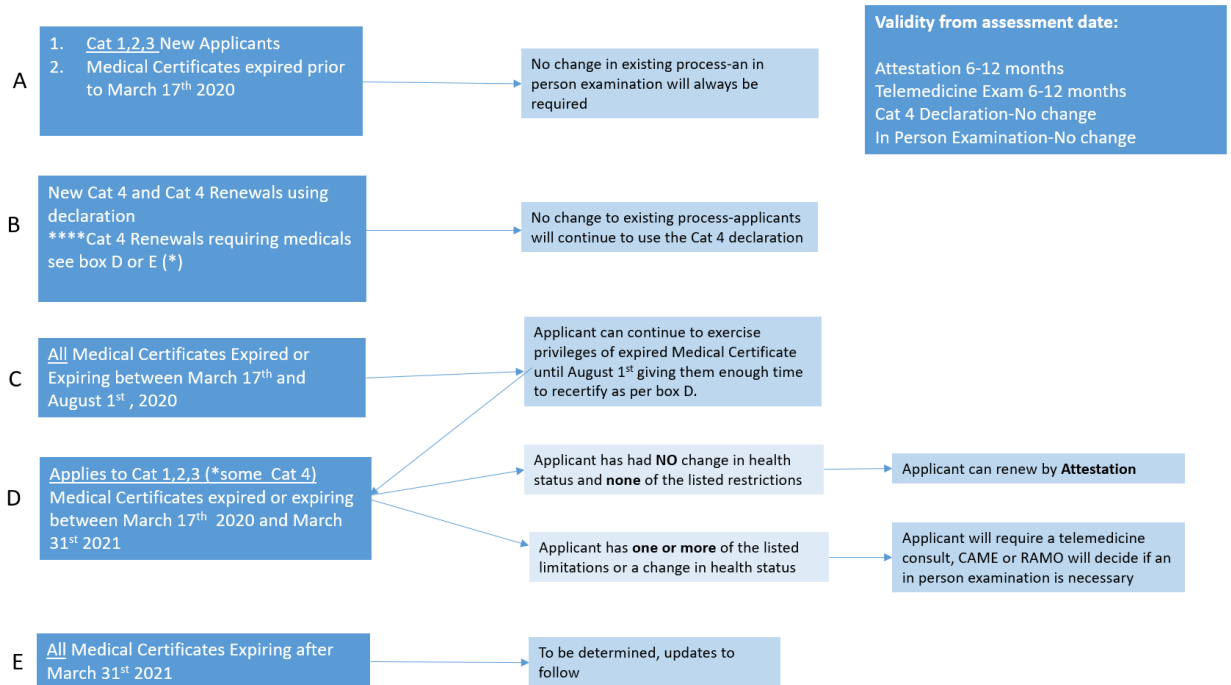 A
1. Cat 1,2,3 New Applicants
2. Medical Certificates expired prior
to March 17th 2020
No change in existing process-an in
person examination will always be
required
Validity from assessment date:
Attestation 6-12 months
Telemedicine Exam 6-12 months
Cat 4 Declaration-No change
In Person Examination-No change
B
New Cat 4 and Cat 4 Renewals using
declaration
****Cat 4 Renewals requiring medicals
see box D or E (*)
No change to existing process-applicants
will continue to use the Cat 4 declaration
C
All Medical Certificates Expired or
Expiring between March 17th and
August 1st , 2020
Applicant can continue to exercise
privileges of expired Medical Certificate
until August 1st giving them enough time
to recertify as per box D.
D
Applies to Cat 1,2,3 (*some Cat 4)
Medical Certificates expired or expiring
between March 17th 2020 and March
31st 2021
Applicant has had NO change in health
status and none of the listed restrictions
Applicant can renew by Attestation
Applicant has one or more of the listed
limitations or a change in health status
Applicant will require a telemedicine
consult, CAME or RAMO will decide if an
in person examination is necessary
E
All Medical Certificates Expiring after
March 31st 2021
To be determined, updates to
follow